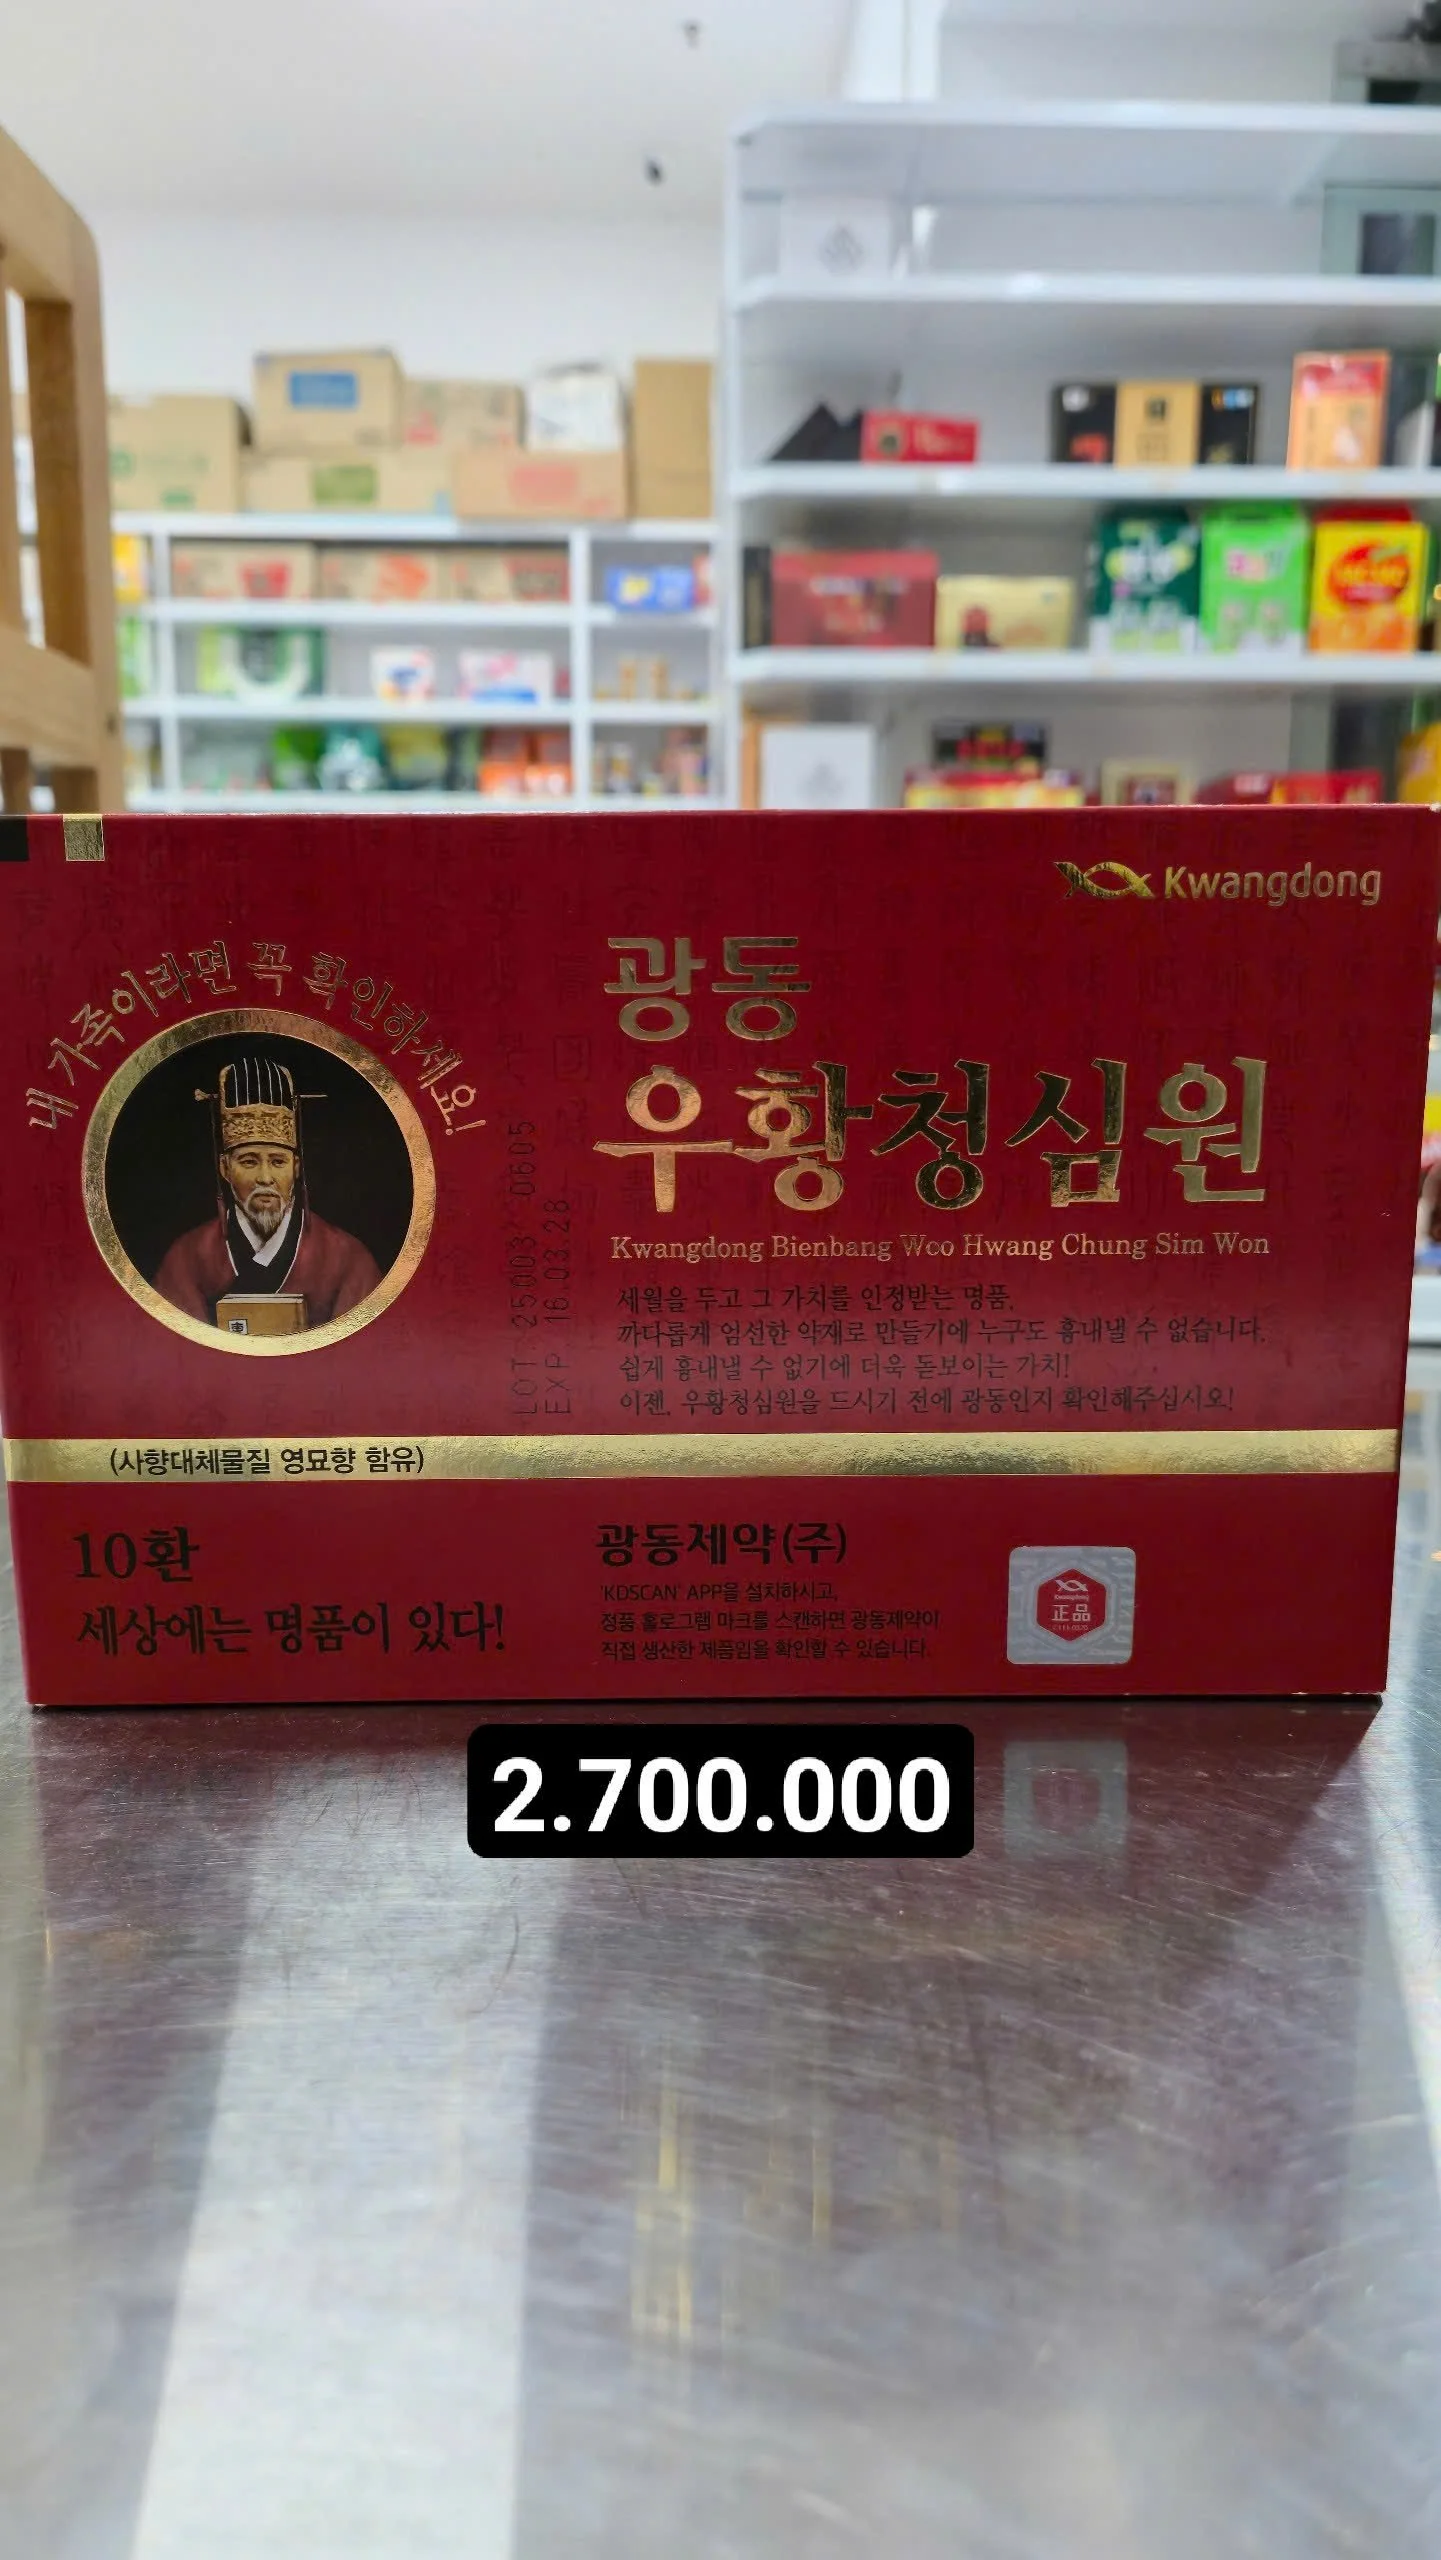 Kwangdong
내 가족이라면 꼭 확인하세요!
광동
우황청심원
Kwangdong Bienbang Woo Hwang Chung Sim Won
세월을 두고 그 가치를 인정받는 명품,
까다롭게 엄선한 약재로 만들기에 누구도 흉내낼 수 없습니다.
쉽게 흉내낼 수 없기에 더욱 돋보이는 가치!
이젠, 우황청심원을 드시기 전에 광동인지 확인해주십시오!
LOT.
EXP. 16.03.28
(사향대체물질 영묘향 함유)
10환
세상에는 명품이 있다!
광동제약(주)
'KDSCAN' APP을 설치하시고,
정품 홀로그램 마크를 스캔하면 광동제약이
직접 생산한 제품임을 확인할 수 있습니다.
正品
2.700.000